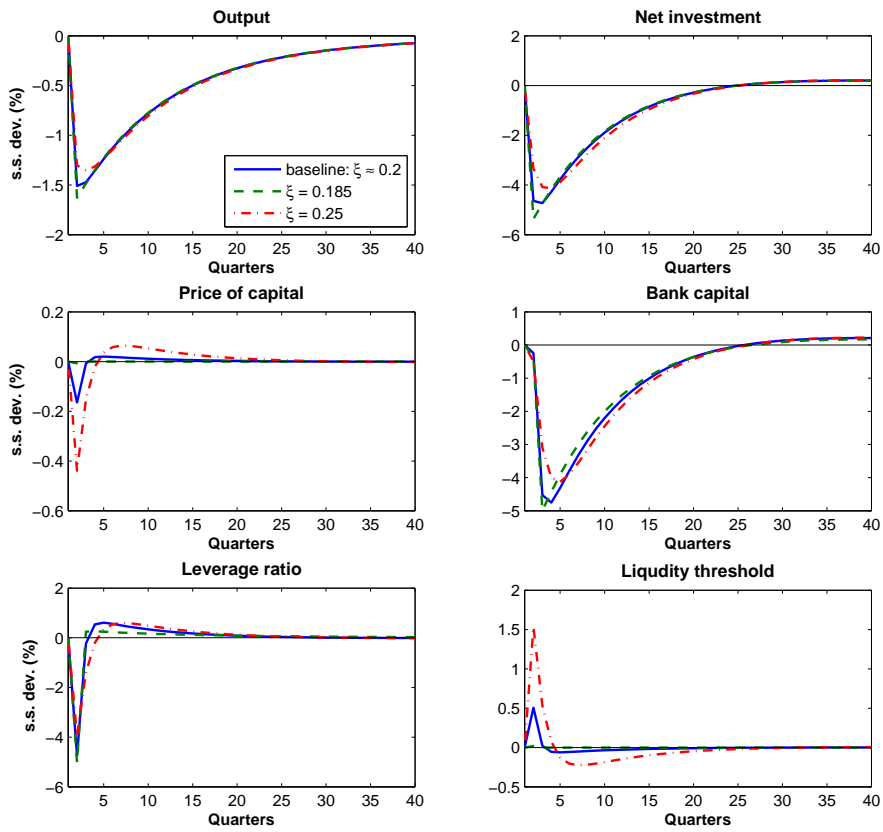 Output
Net investment
0
−0.5
−1
−1.5
−2
s.s. dev. (%)
baseline: ξ ≈ 0.2
ξ = 0.185
ξ = 0.25
5 10 15 20 25 30 35 40
Quarters
2
0
−2
−4
−6
5 10 15 20 25 30 35 40
Quarters
Price of capital
Bank capital
0.2
0
−0.2
−0.4
−0.6
s.s. dev. (%)
5 10 15 20 25 30 35 40
Quarters
1
0
−1
−2
−3
−4
−5
5 10 15 20 25 30 35 40
Quarters
Leverage ratio
Liqudity threshold
2
0
−2
−4
−6
s.s. dev. (%)
5 10 15 20 25 30 35 40
Quarters
2
1.5
1
0.5
0
−0.5
5 10 15 20 25 30 35 40
Quarters